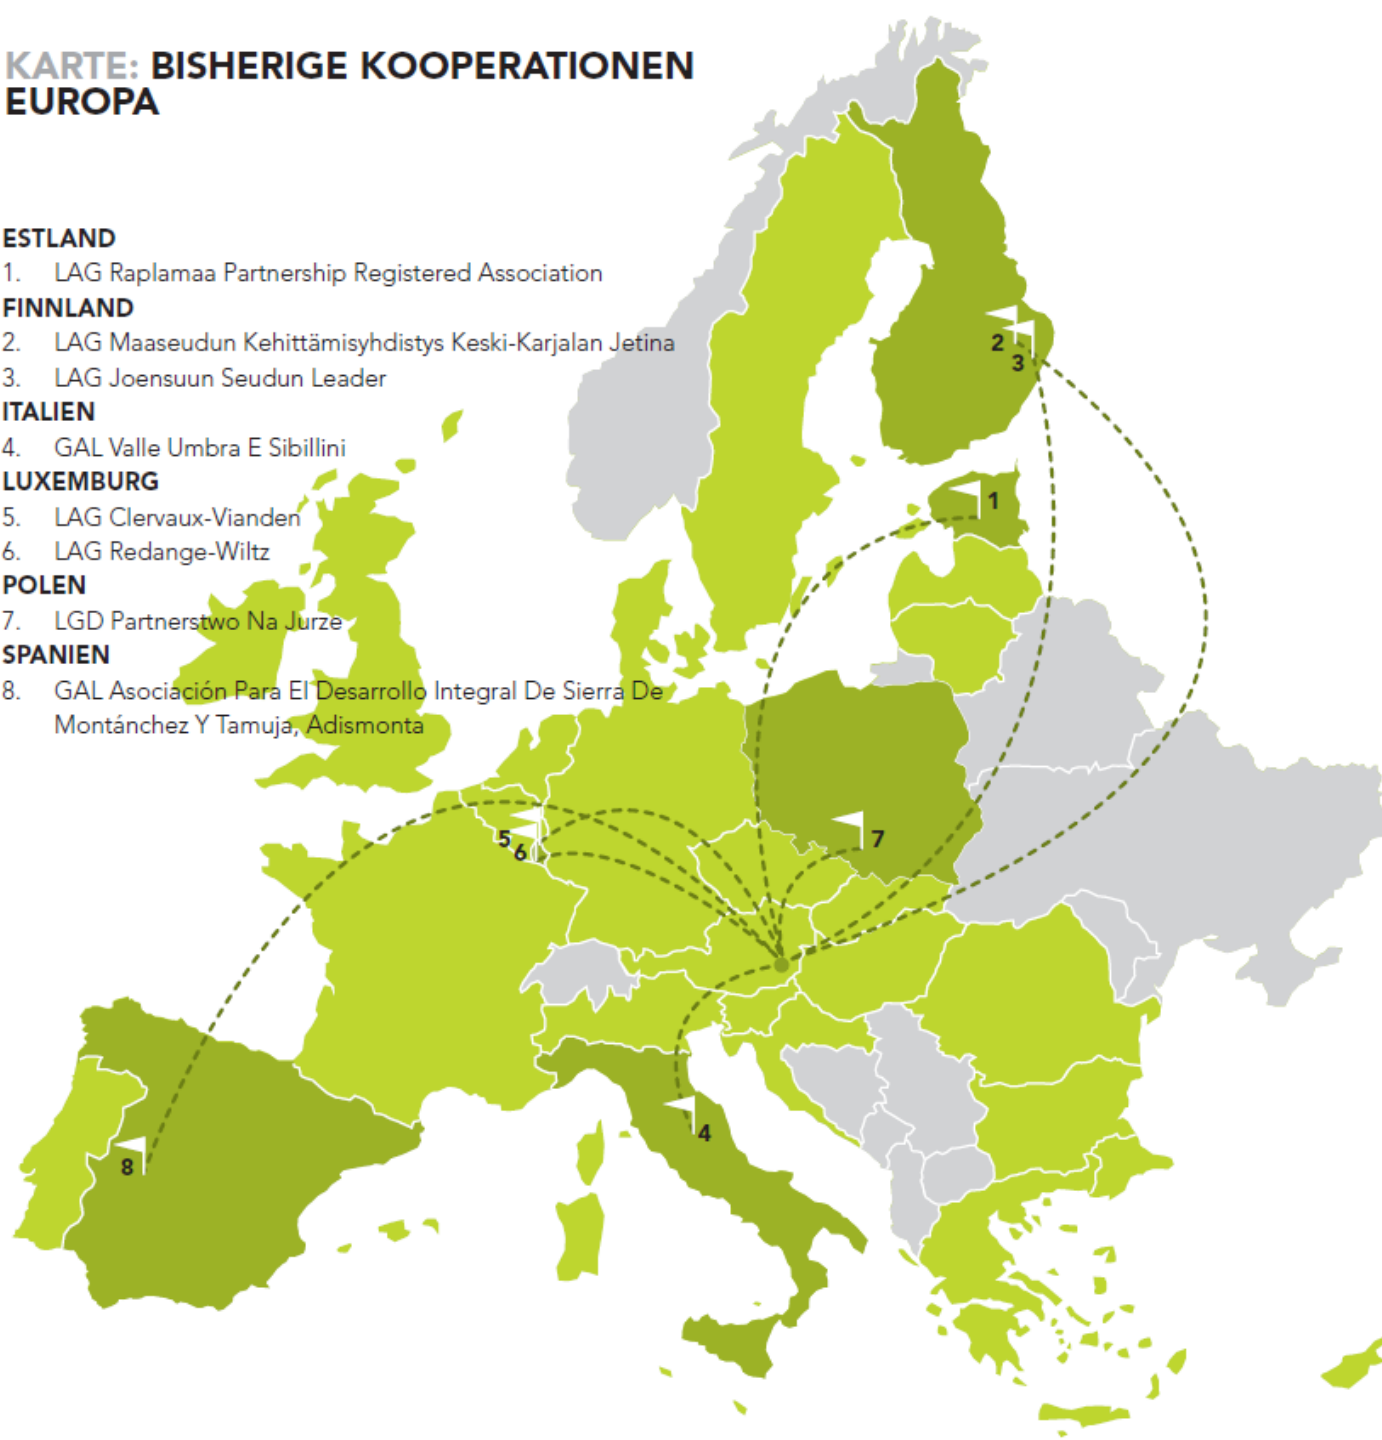 KARTE: BISHERIGE KOOPERATIONEN
EUROPA
ESTLAND
1. LAG Raplamaa Partnership Registered Association
FINNLAND
2. LAG Maaseudun Kehittämisyhdistys Keski-Karjalan Jetina
3. LAG Joensuun Seudun Leader
ITALIEN
4. GAL Valle Umbra E Sibillini
LUXEMBURG
5. LAG Clervaux-Vianden
6. LAG Redange-Wiltz
POLEN
7. LGD Partnerstwo Na Jurze
SPANIEN
8. GAL Asociación Para El Desarrollo Integral De Sierra De
Montánchez Y Tamuja, Adismonta
2
3
1
5
6
7
4
8